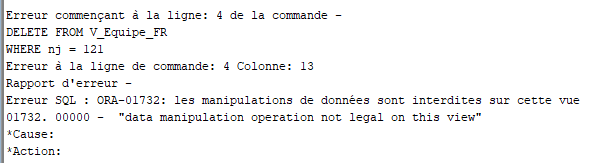 Erreur commençant à la ligne: 4 de la commande -
DELETE FROM V_Equipe_FR
WHERE nj = 121
Erreur à la ligne de commande: 4 Colonne: 13
Rapport d'erreur -
Erreur SQL : ORA-01732: les manipulations de données sont interdites sur cette vue
01732. 00000 -  "data manipulation operation not legal on this view"
*Cause:
*Action: